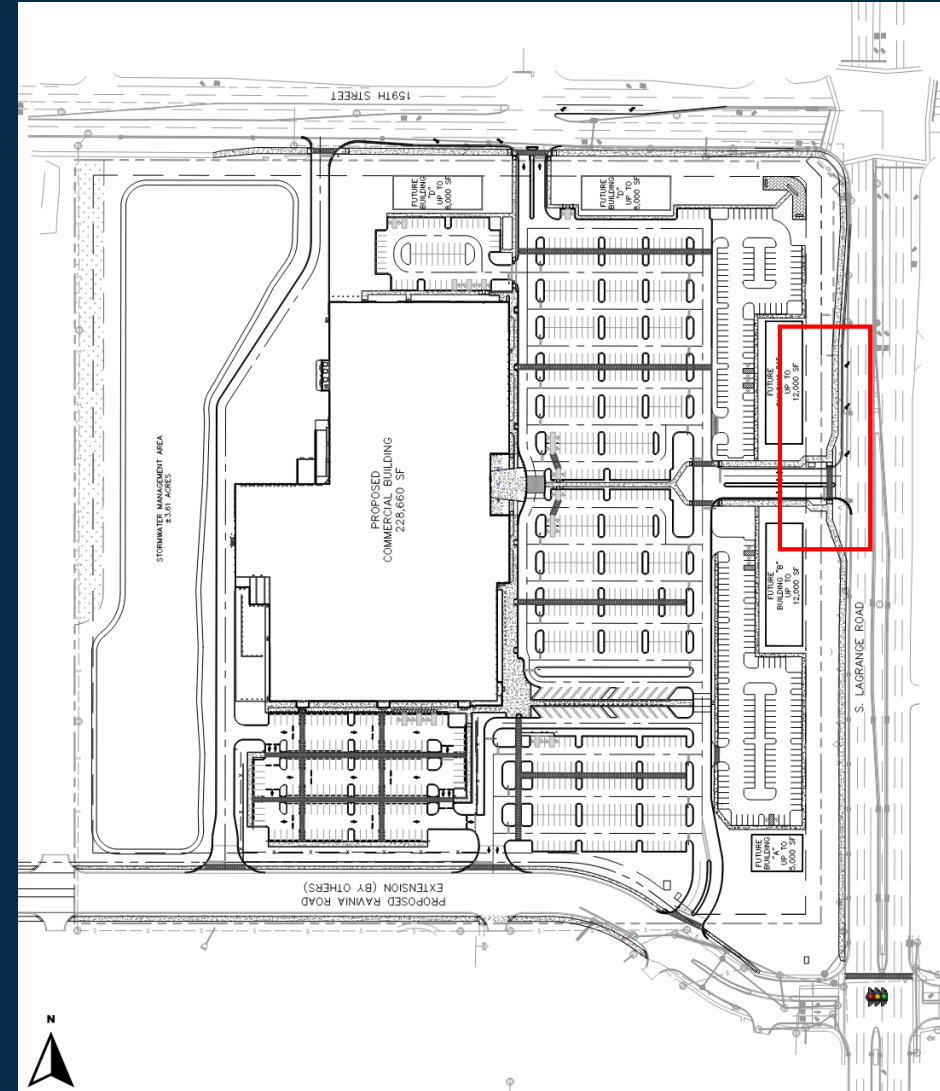 159TH STREET
FUTURE
BUILDING
"D"
UP TO
8,000 SF
FUTURE
BUILDING
"D"
UP TO
8,000 SF
FUTURE
UP TO
12,000 SF
STORMWATER MANAGEMENT AREA
±3.61 ACRES
PROPOSED
COMMERCIAL BUILDING
228,660 SF
FUTURE
BUILDING "B"
UP TO
12,000 SF
S. LAGRANGE ROAD
FUTURE
BUILDING
"A"
UP TO
5,000 SF
PROPOSED RAVINIA ROAD
EXTENSION (BY OTHERS)
N